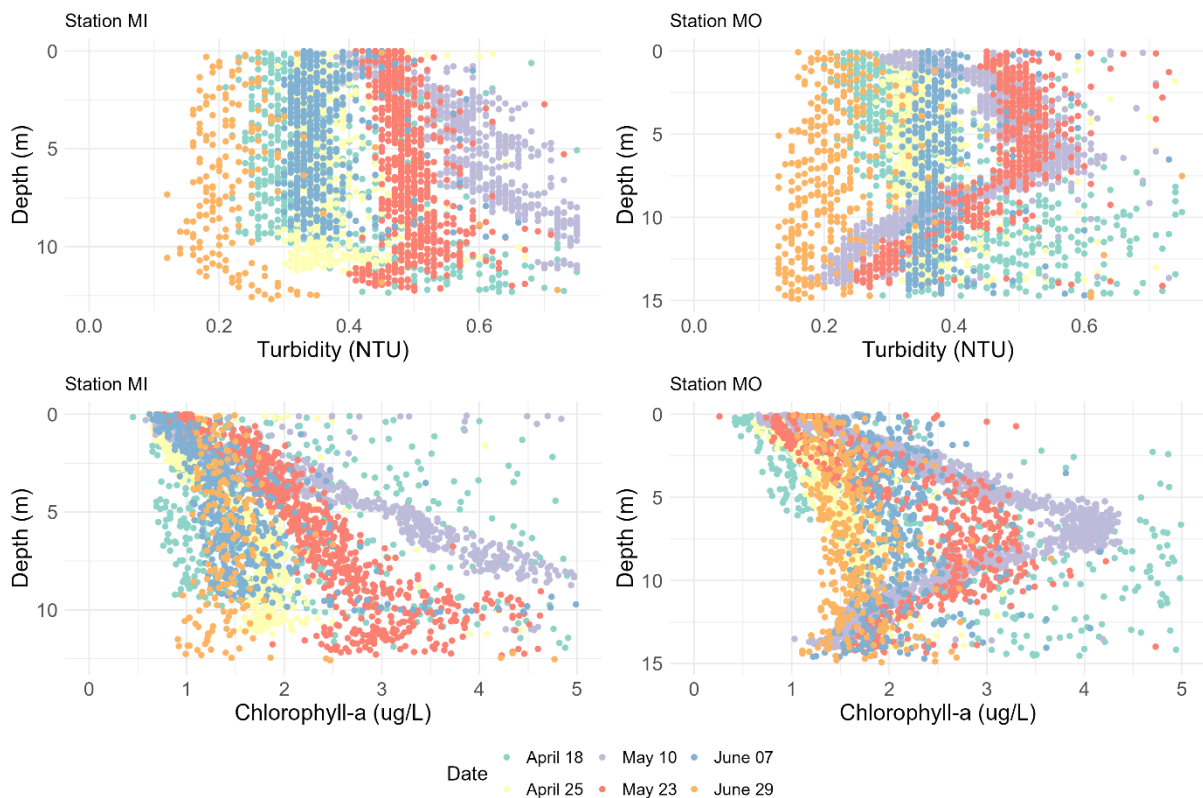 Station MI
Station MO
0
5
10
Depth (m)
0.0 0.2 0.4 0.6
Turbidity (NTU)
0
5
10
15
Depth (m)
0.0 0.2 0.4 0.6
Turbidity (NTU)
Station MI
Station MO
0
5
10
Depth (m)
0 1 2 3 4 5
Chlorophyll-a (ug/L)
0
5
10
15
Depth (m)
0 1 2 3 4 5
Chlorophyll-a (ug/L)
Date
April 18 May 10 June 07
April 25 May 23 June 29